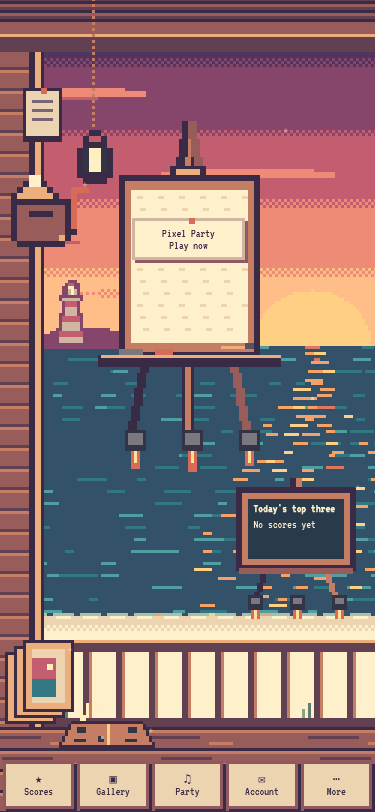 Pixel Party
Play now
Today's top three
No scores yet
Scores
Gallery
Party
Account
More